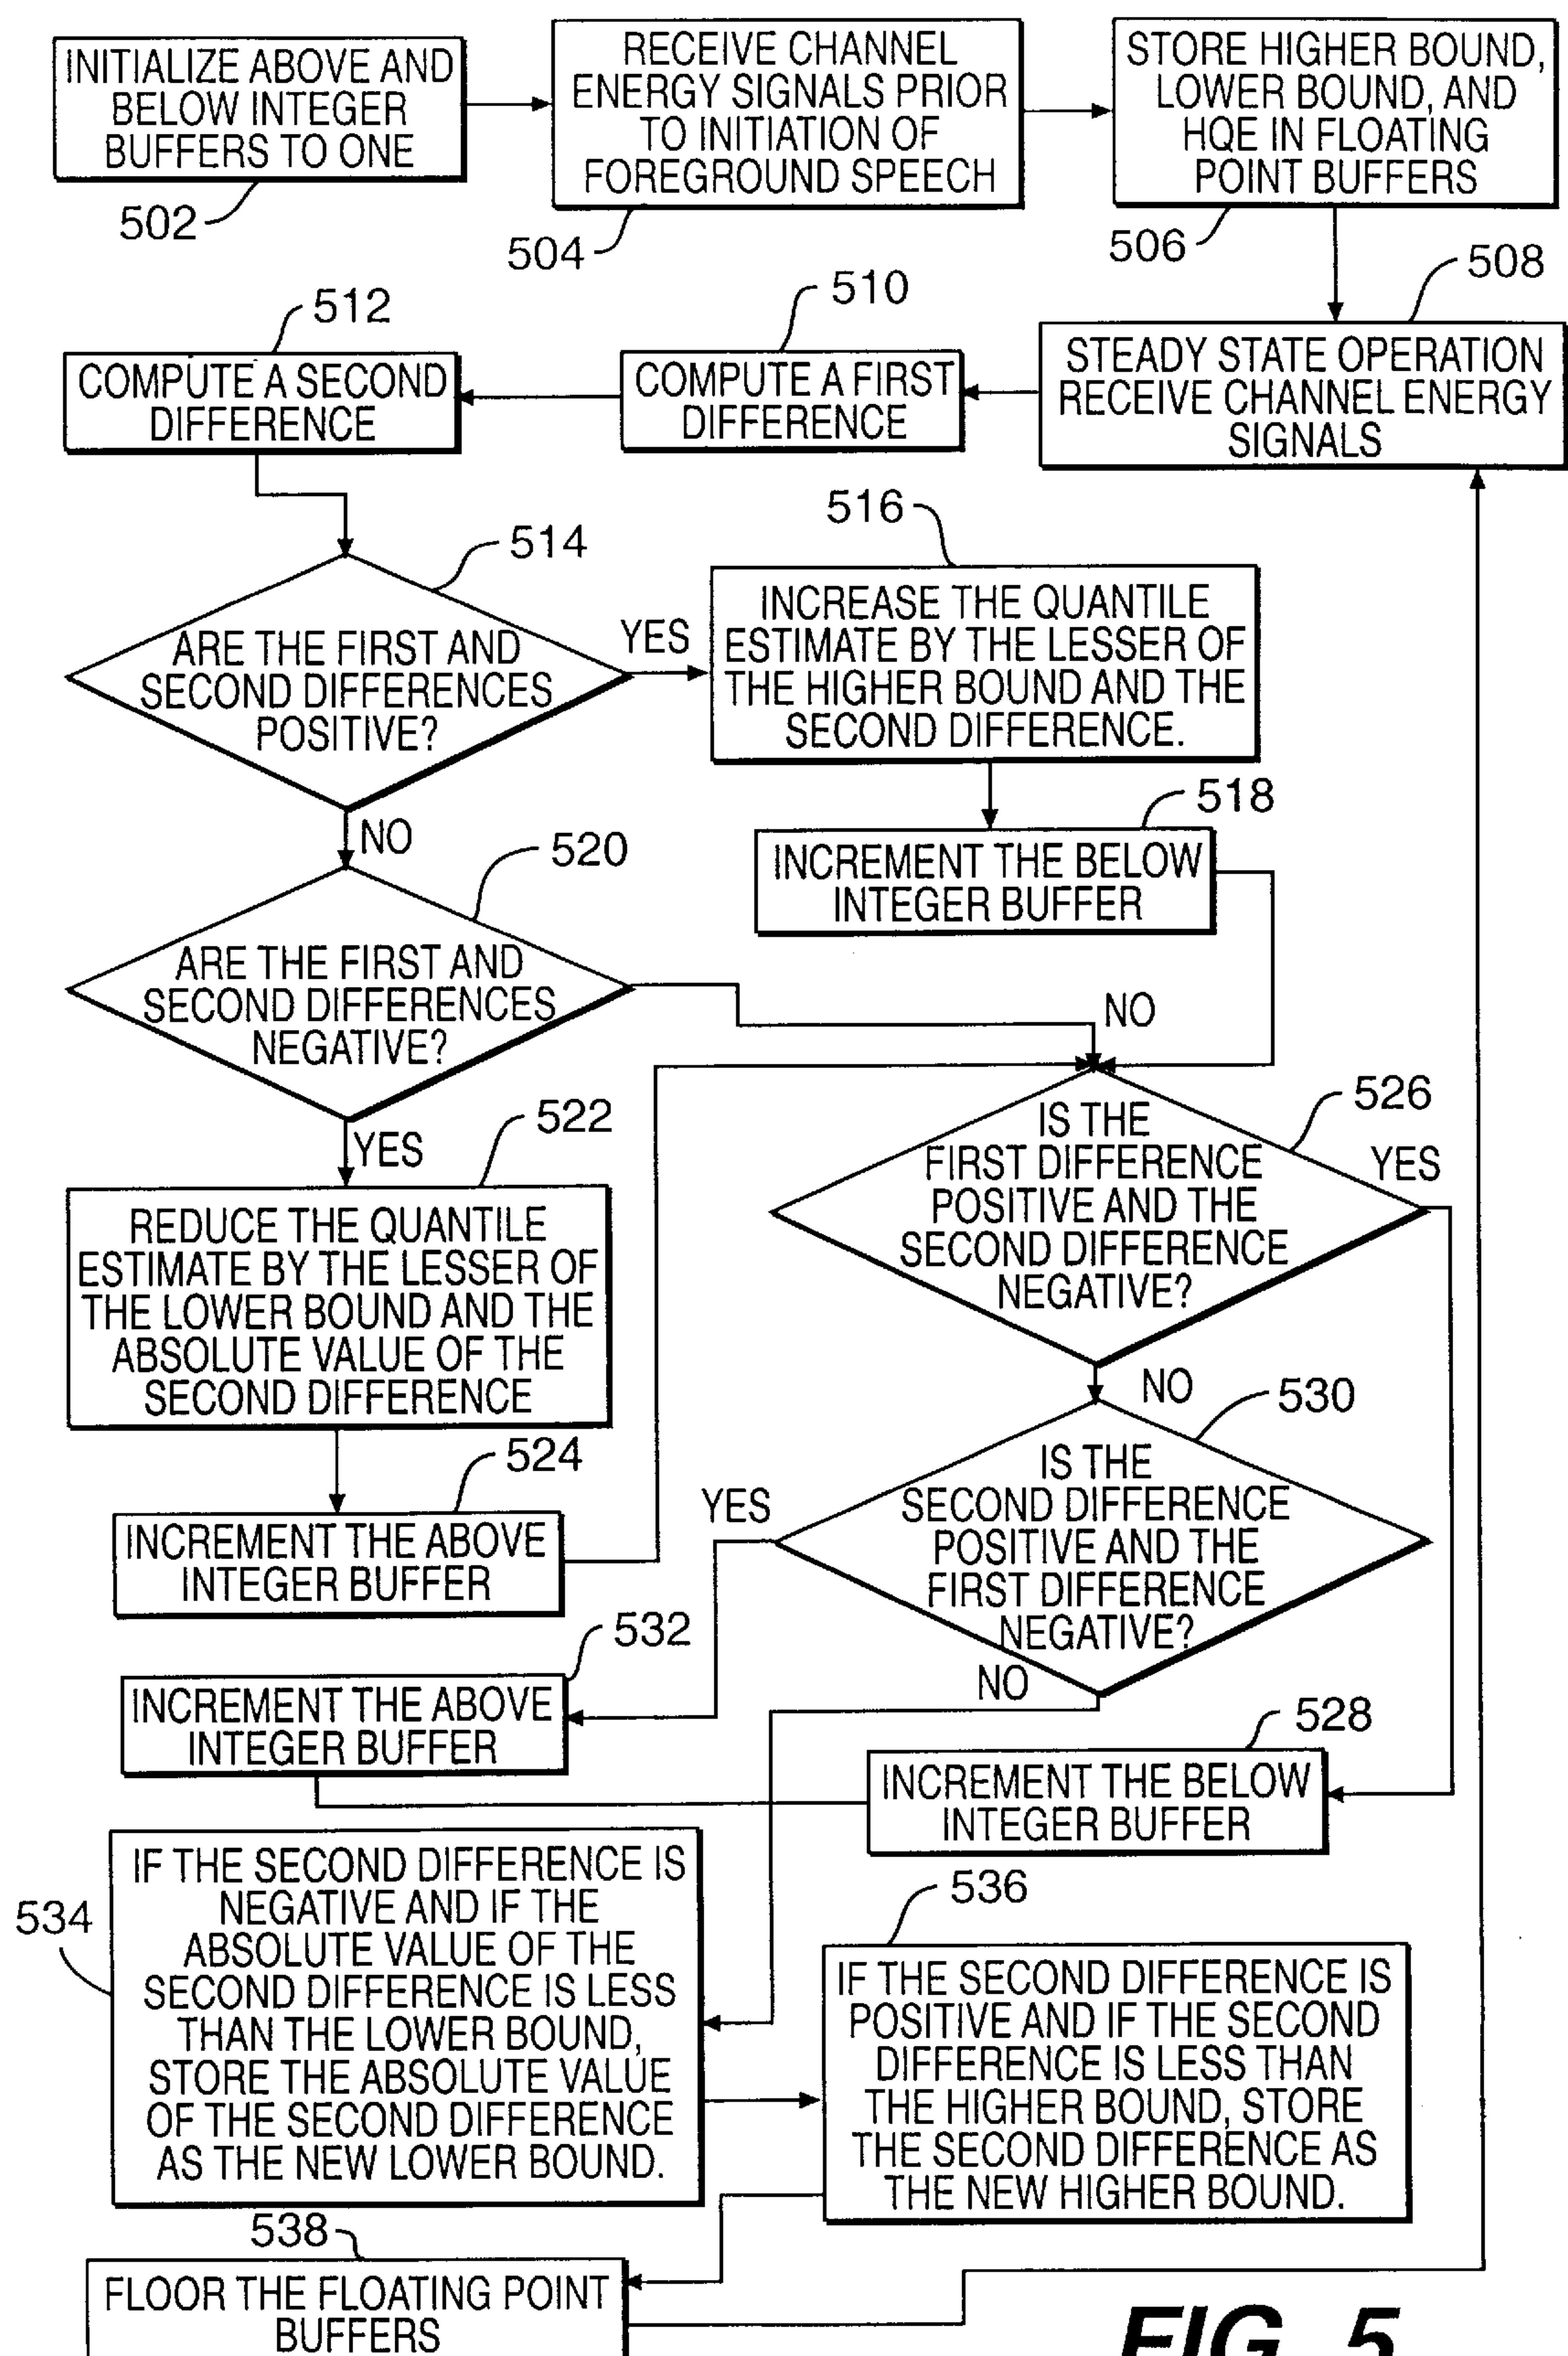 INITIALIZE ABOVE AND
BELOW INTEGER
BUFFERS TO ONE
502
RECEIVE CHANNEL
ENERGY SIGNALS PRIOR
TO INITIATION OF
FOREGROUND SPEECH
504
STORE HIGHER BOUND,
LOWER BOUND, AND
HQE IN FLOATING
POINT BUFFERS
506
508
STEADY STATE OPERATION
RECEIVE CHANNEL ENERGY
SIGNALS
510
COMPUTE A FIRST
DIFFERENCE
512
COMPUTE A SECOND
DIFFERENCE
514
ARE THE FIRST AND
SECOND DIFFERENCES
POSITIVE?
YES
NO
516
INCREASE THE QUANTILE
ESTIMATE BY THE LESSER OF
THE HIGHER BOUND AND THE
SECOND DIFFERENCE.
518
INCREMENT THE BELOW
INTEGER BUFFER
520
ARE THE FIRST AND
SECOND DIFFERENCES
NEGATIVE?
NO
YES
522
REDUCE THE QUANTILE
ESTIMATE BY THE LESSER OF
THE LOWER BOUND AND THE
ABSOLUTE VALUE OF THE
SECOND DIFFERENCE
524
INCREMENT THE ABOVE
INTEGER BUFFER
526
IS THE
FIRST DIFFERENCE
POSITIVE AND THE
SECOND DIFFERENCE
NEGATIVE?
YES
NO
530
IS THE
SECOND DIFFERENCE
POSITIVE AND THE
FIRST DIFFERENCE
NEGATIVE?
YES
NO
532
INCREMENT THE ABOVE
INTEGER BUFFER
528
INCREMENT THE BELOW
INTEGER BUFFER
534
IF THE SECOND DIFFERENCE IS
NEGATIVE AND IF THE
ABSOLUTE VALUE OF THE
SECOND DIFFERENCE IS LESS
THAN THE LOWER BOUND,
STORE THE ABSOLUTE VALUE
OF THE SECOND DIFFERENCE
AS THE NEW LOWER BOUND.
536
IF THE SECOND DIFFERENCE IS
POSITIVE AND IF THE SECOND
DIFFERENCE IS LESS THAN
THE HIGHER BOUND, STORE
THE SECOND DIFFERENCE AS
THE NEW HIGHER BOUND.
538
FLOOR THE FLOATING POINT
BUFFERS
FIG. 5